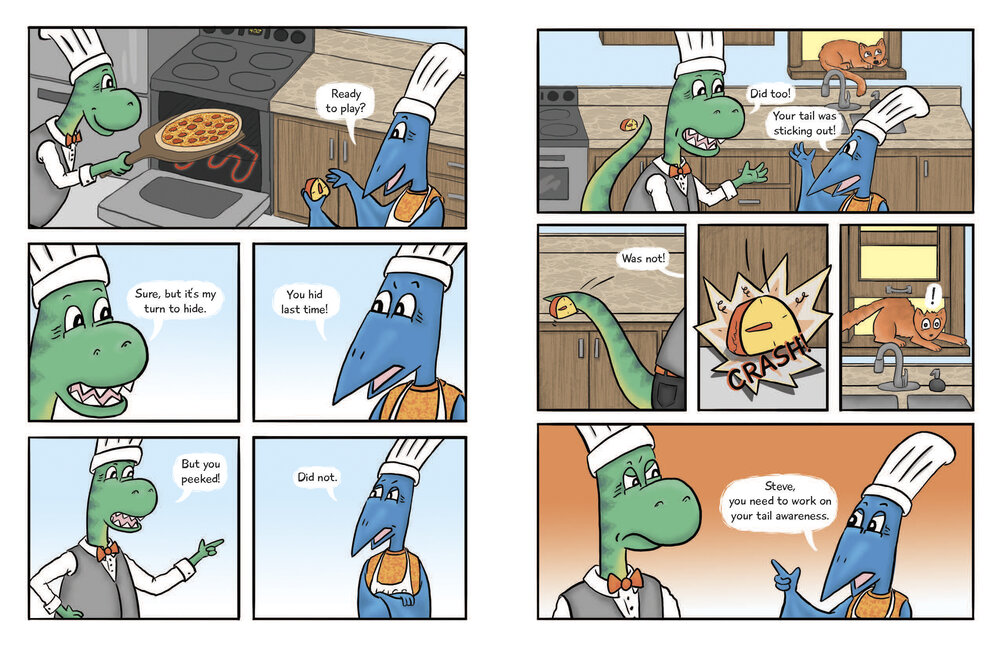 Ready
to play?
Sure, but it's my
turn to hide.
You hid
last time!
But you
peeked!
Did not.
Did too!
Your tail was
sticking out!
Was not!
CRASH!
!
Steve,
you need to work on
your tail awareness.